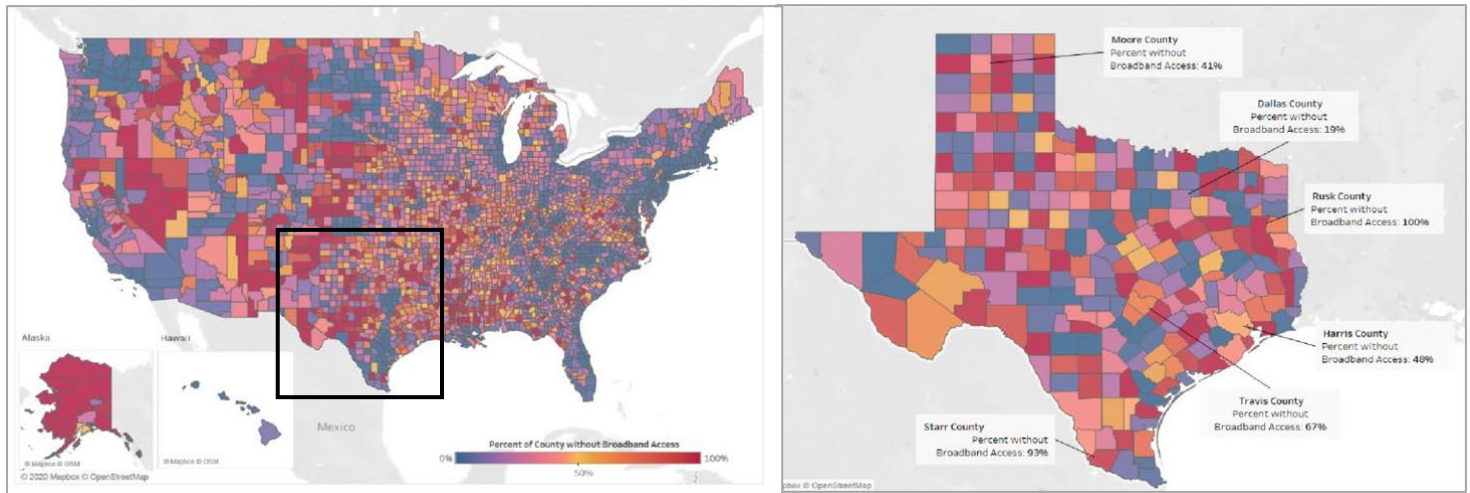 Alaska
Hawaii
Mexico
© Mapbox © OSM
© Mapbox © OSM
© 2020 Mapbox © OpenStreetMap
Percent of County without Broadband Access
0%
50%
100%
Moore County
Percent without
Broadband Access: 41%
Dallas County
Percent without
Broadband Access: 19%
Rusk County
Percent without
Broadband Access: 100%
Harris County
Percent without
Broadband Access: 48%
Travis County
Percent without
Broadband Access: 67%
Starr County
Percent without
Broadband Access: 93%
pbox © OpenStreetMap